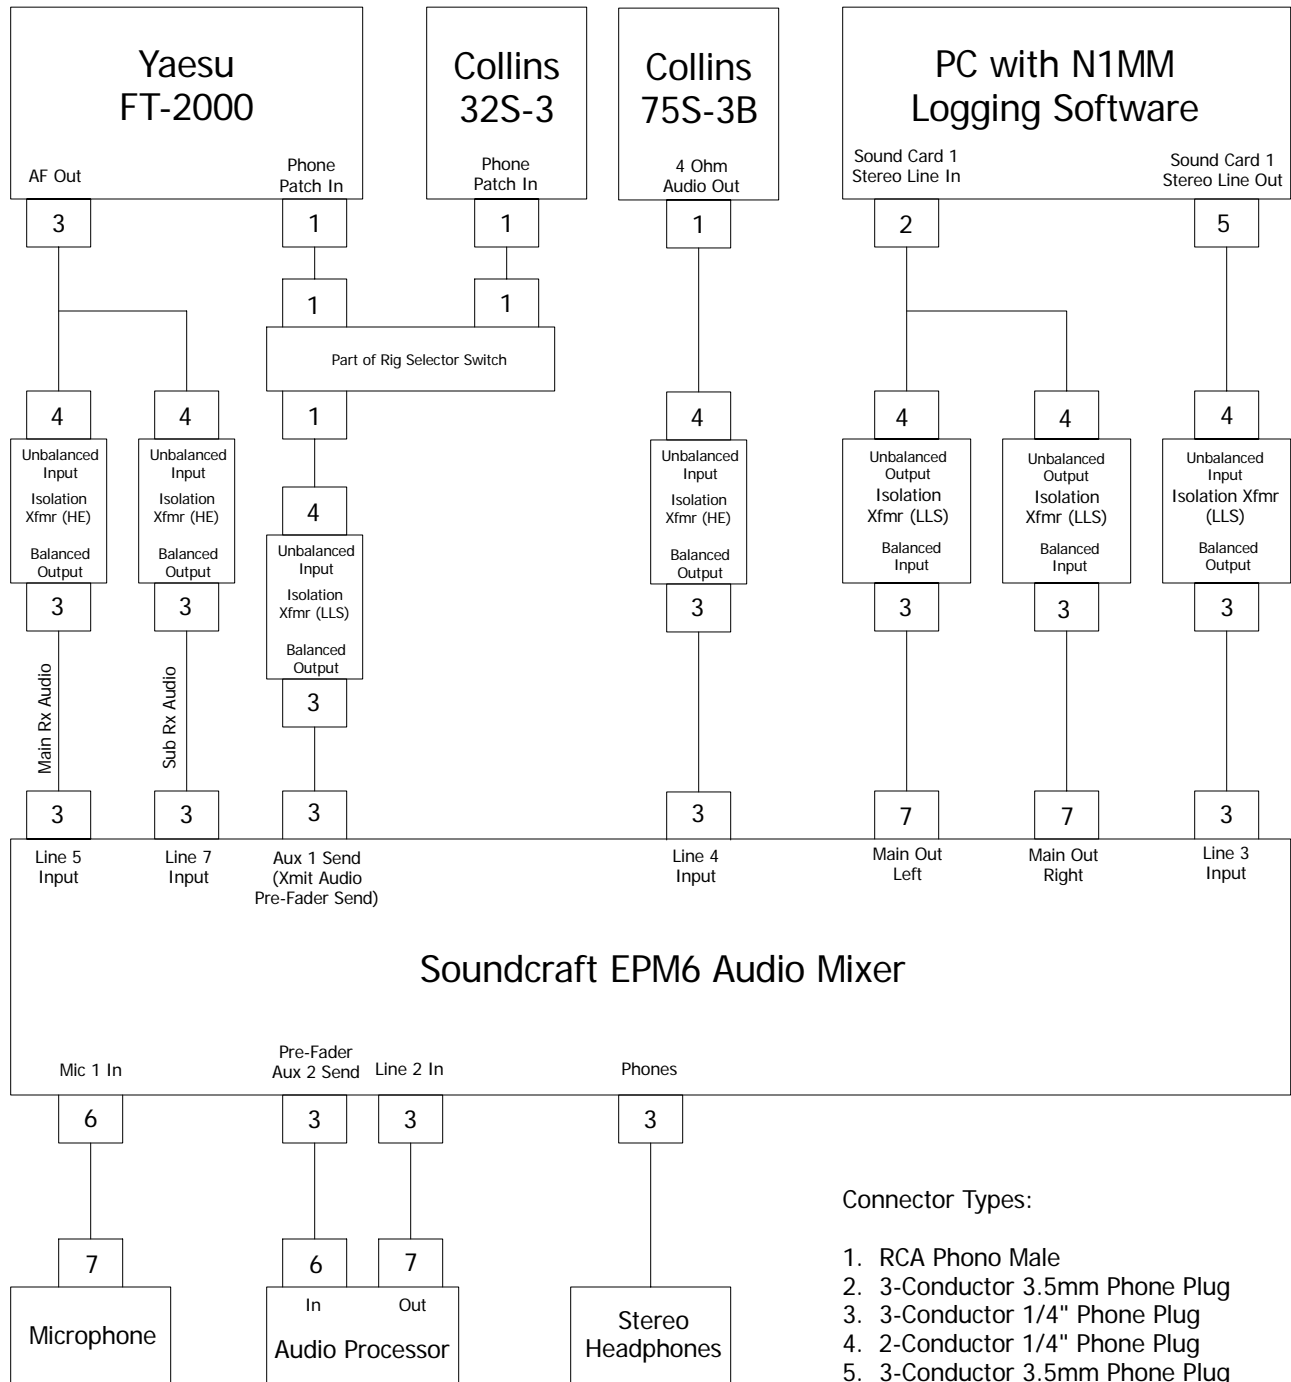 Yaesu
FT-2000
Collins
32S-3
Collins
75S-3B
PC with N1MM
Logging Software
AF Out
Phone
Patch In
Phone
Patch In
4 Ohm
Audio Out
Sound Card 1
Stereo Line In
Sound Card 1
Stereo Line Out
3
1
1
1
2
5
1
1
Part of Rig Selector Switch
4
4
1
4
4
4
4
Unbalanced
Input
Isolation
Xfmr (HE)
Balanced
Output
Unbalanced
Input
Isolation
Xfmr (HE)
Balanced
Output
4
Unbalanced
Input
Isolation
Xfmr (LLS)
Balanced
Output
Unbalanced
Input
Isolation
Xfmr (HE)
Balanced
Output
Unbalanced
Output
Isolation
Xfmr (LLS)
Balanced
Input
Unbalanced
Output
Isolation
Xfmr (LLS)
Balanced
Input
Unbalanced
Input
Isolation Xfmr
(LLS)
Balanced
Output
3
3
3
3
3
3
3
Main Rx Audio
Sub Rx Audio
3
3
3
3
7
7
3
Line 5
Input
Line 7
Input
Aux 1 Send
(Xmit Audio
Pre-Fader Send)
Line 4
Input
Main Out
Left
Main Out
Right
Line 3
Input
Soundcraft EPM6 Audio Mixer
Mic 1 In
Pre-Fader
Aux 2 Send
Line 2 In
Phones
6
3
3
3
7
6
7
Microphone
In
Out
Audio Processor
Stereo
Headphones
Connector Types:
1. RCA Phono Male
2. 3-Conductor 3.5mm Phone Plug
3. 3-Conductor 1/4" Phone Plug
4. 2-Conductor 1/4" Phone Plug
5. 3-Conductor 3.5mm Phone Plug